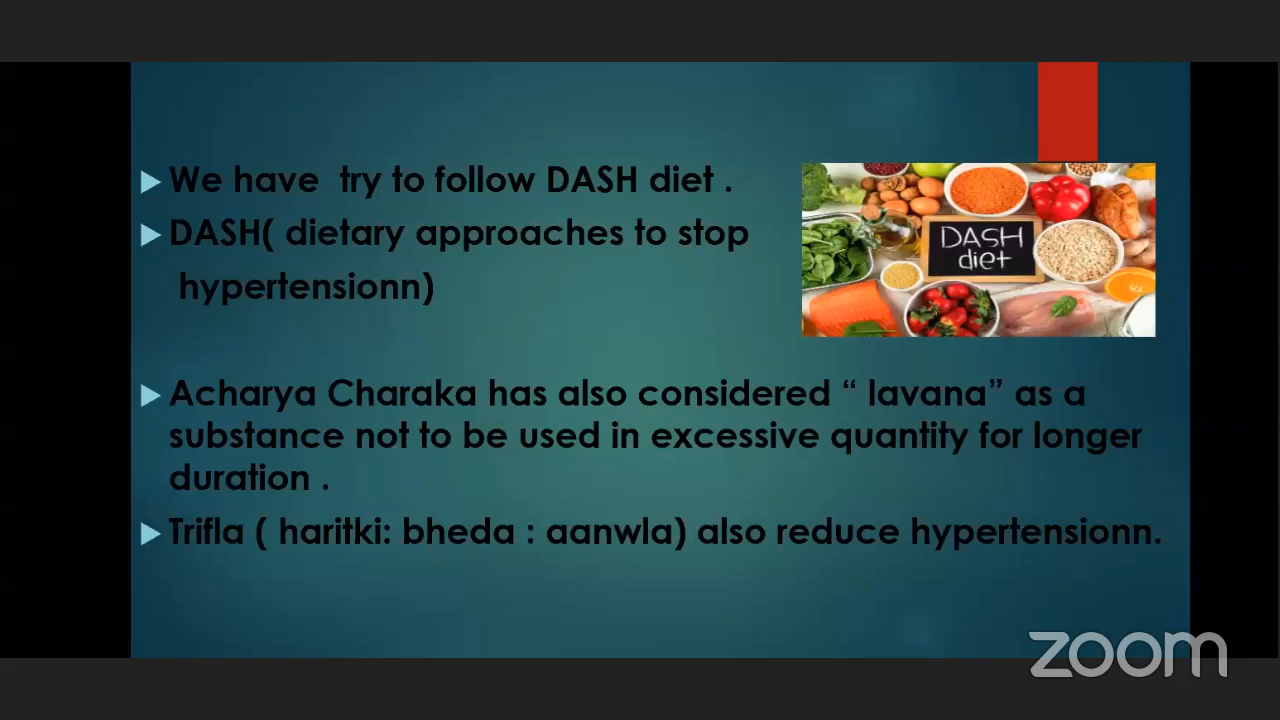 We have try to follow DASH diet .
DASH( dietary approaches to stop
hypertensionn)
DASH
diet
Acharya Charaka has also considered “ lavana” as a
substance not to be used in excessive quantity for longer
duration .
Trifla ( haritki: bheda : aanwla) also reduce hypertensionn.
zoom